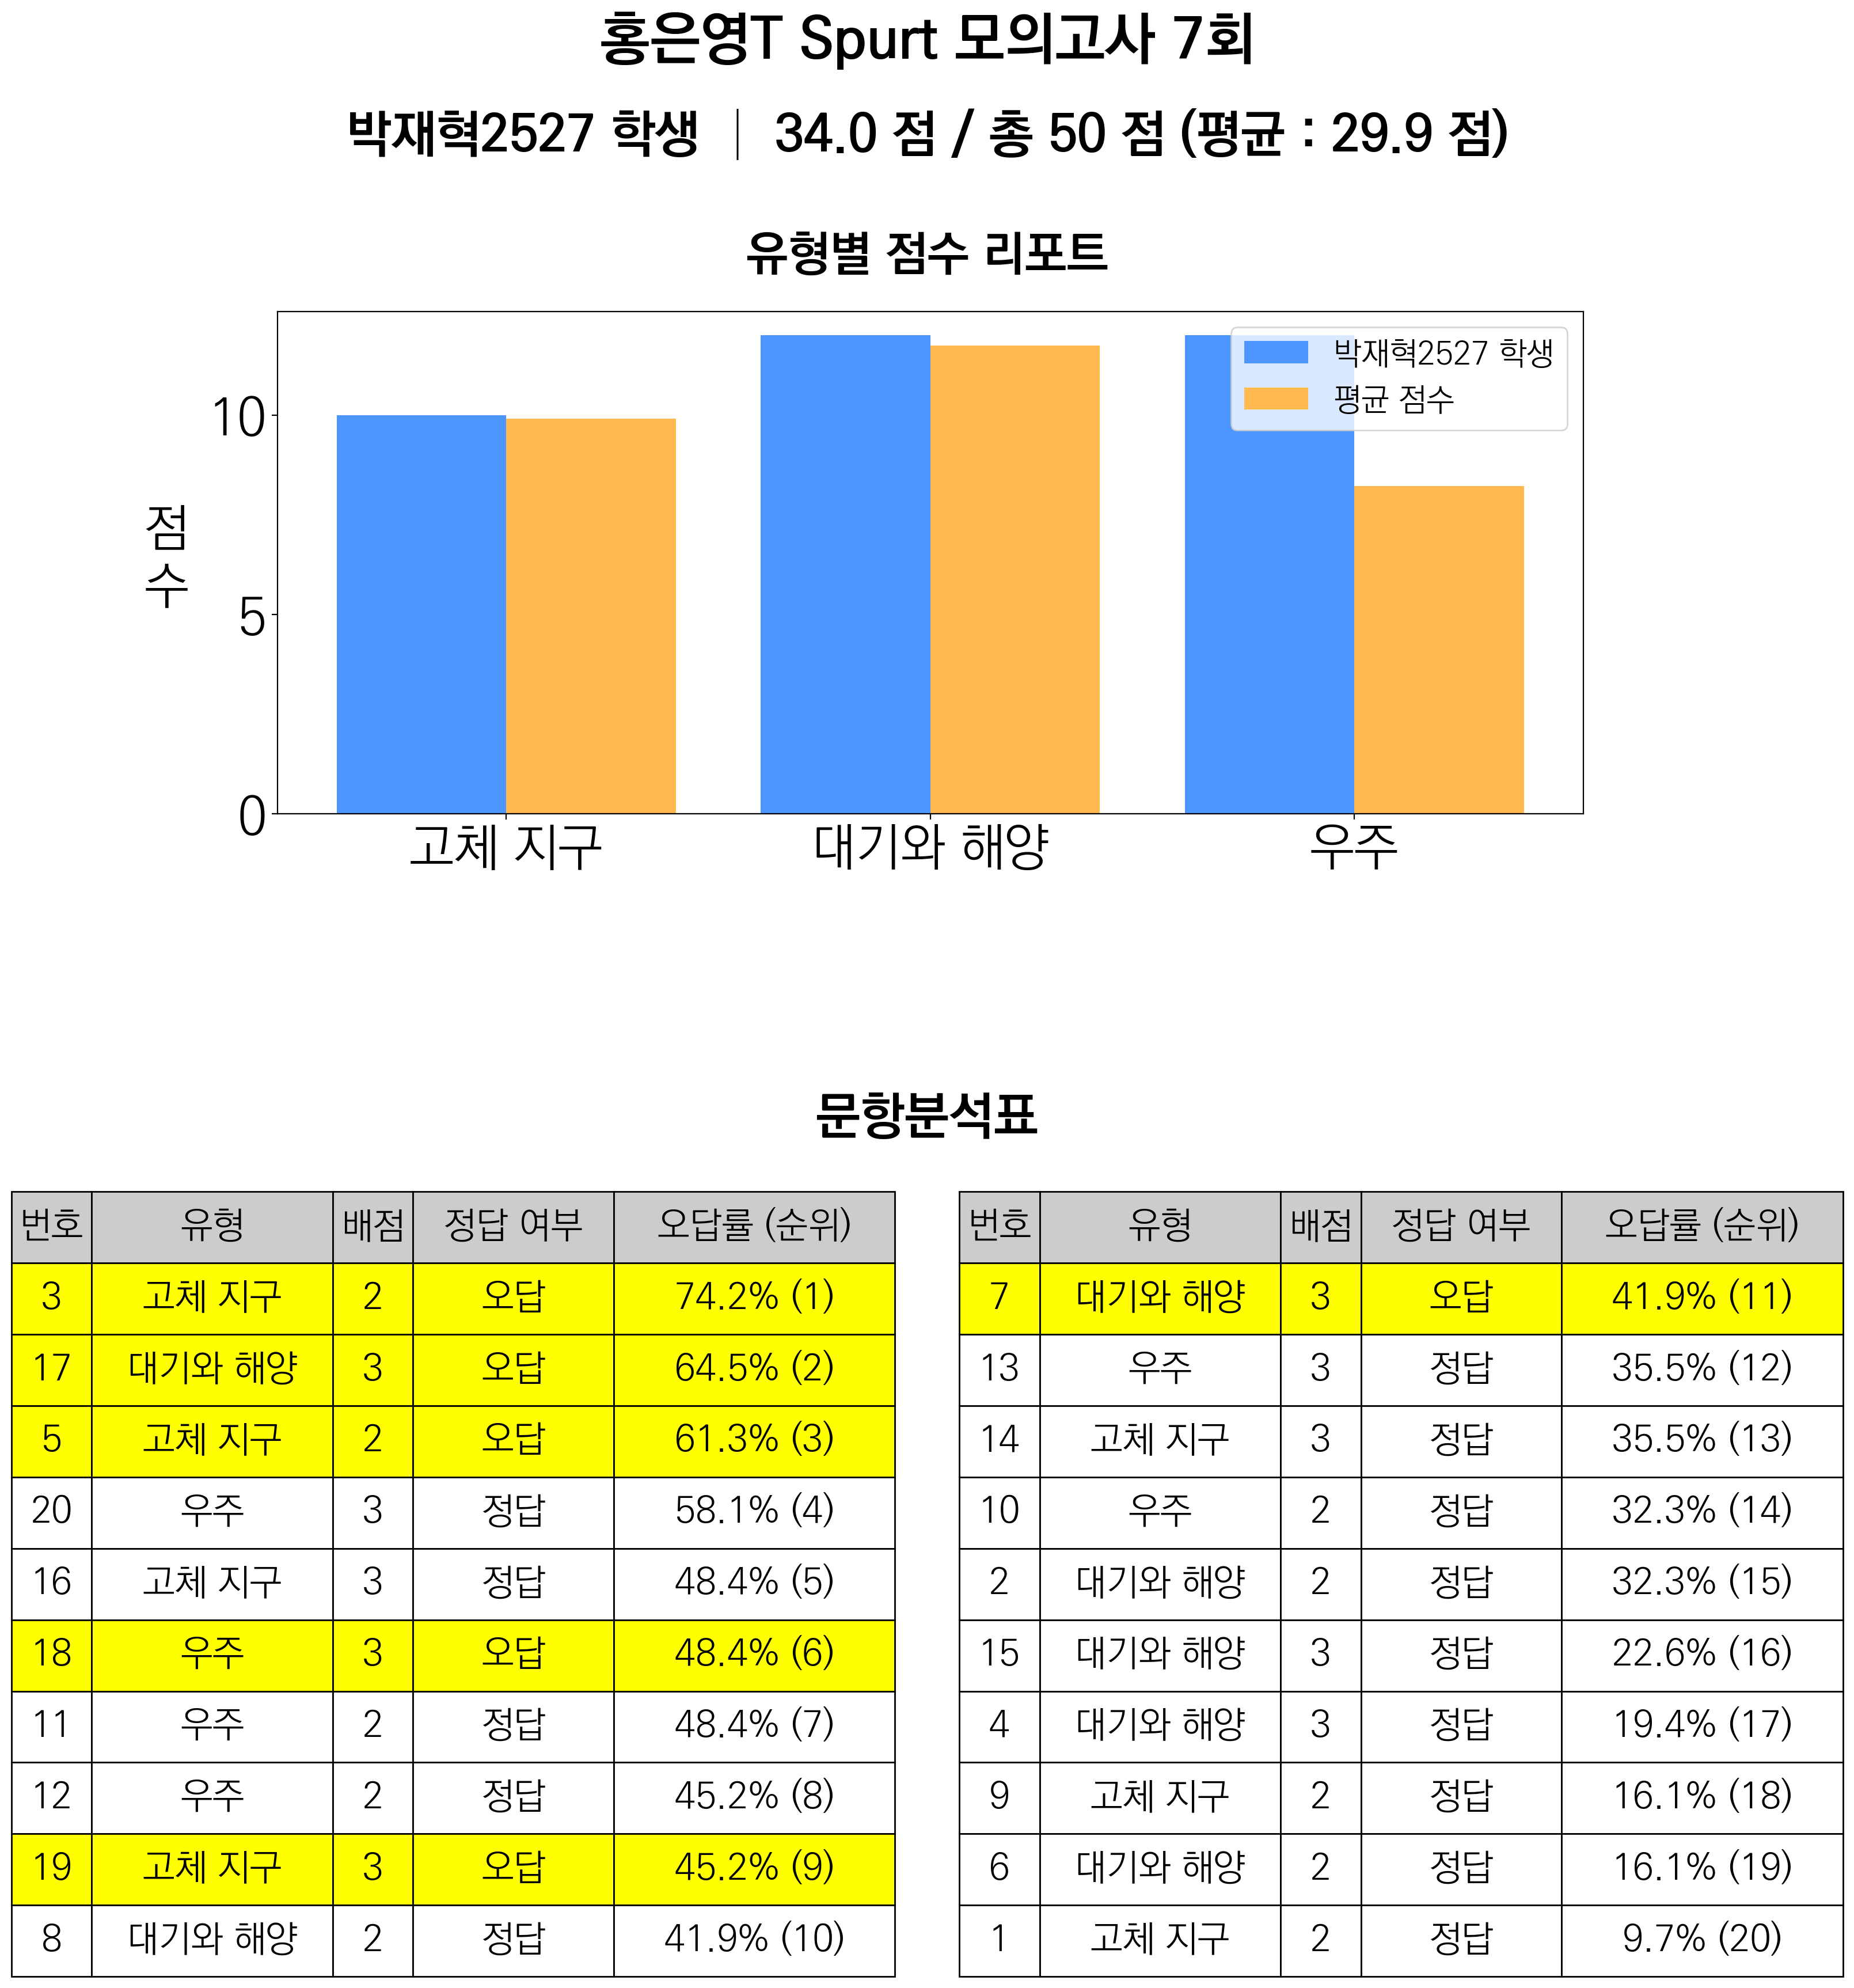 홍은영T Spurt 모의고사 7회
박재혁2527 학생 | 34.0 점 / 총 50 점 (평균 : 29.9 점)
유형별 점수 리포트
박재혁2527 학생
평균 점수
점
수
10
5
0
고체 지구 대기와 해양 우주
문항분석표
번호 유형 배점 정답 여부 오답률 (순위)
3 고체 지구 2 오답 74.2% (1)
17 대기와 해양 3 오답 64.5% (2)
5 고체 지구 2 오답 61.3% (3)
20 우주 3 정답 58.1% (4)
16 고체 지구 3 정답 48.4% (5)
18 우주 3 오답 48.4% (6)
11 우주 2 정답 48.4% (7)
12 우주 2 정답 45.2% (8)
19 고체 지구 3 오답 45.2% (9)
8 대기와 해양 2 정답 41.9% (10)
번호 유형 배점 정답 여부 오답률 (순위)
7 대기와 해양 3 오답 41.9% (11)
13 우주 3 정답 35.5% (12)
14 고체 지구 3 정답 35.5% (13)
10 우주 2 정답 32.3% (14)
2 대기와 해양 2 정답 32.3% (15)
15 대기와 해양 3 정답 22.6% (16)
4 대기와 해양 3 정답 19.4% (17)
9 고체 지구 2 정답 16.1% (18)
6 대기와 해양 2 정답 16.1% (19)
1 고체 지구 2 정답 9.7% (20)